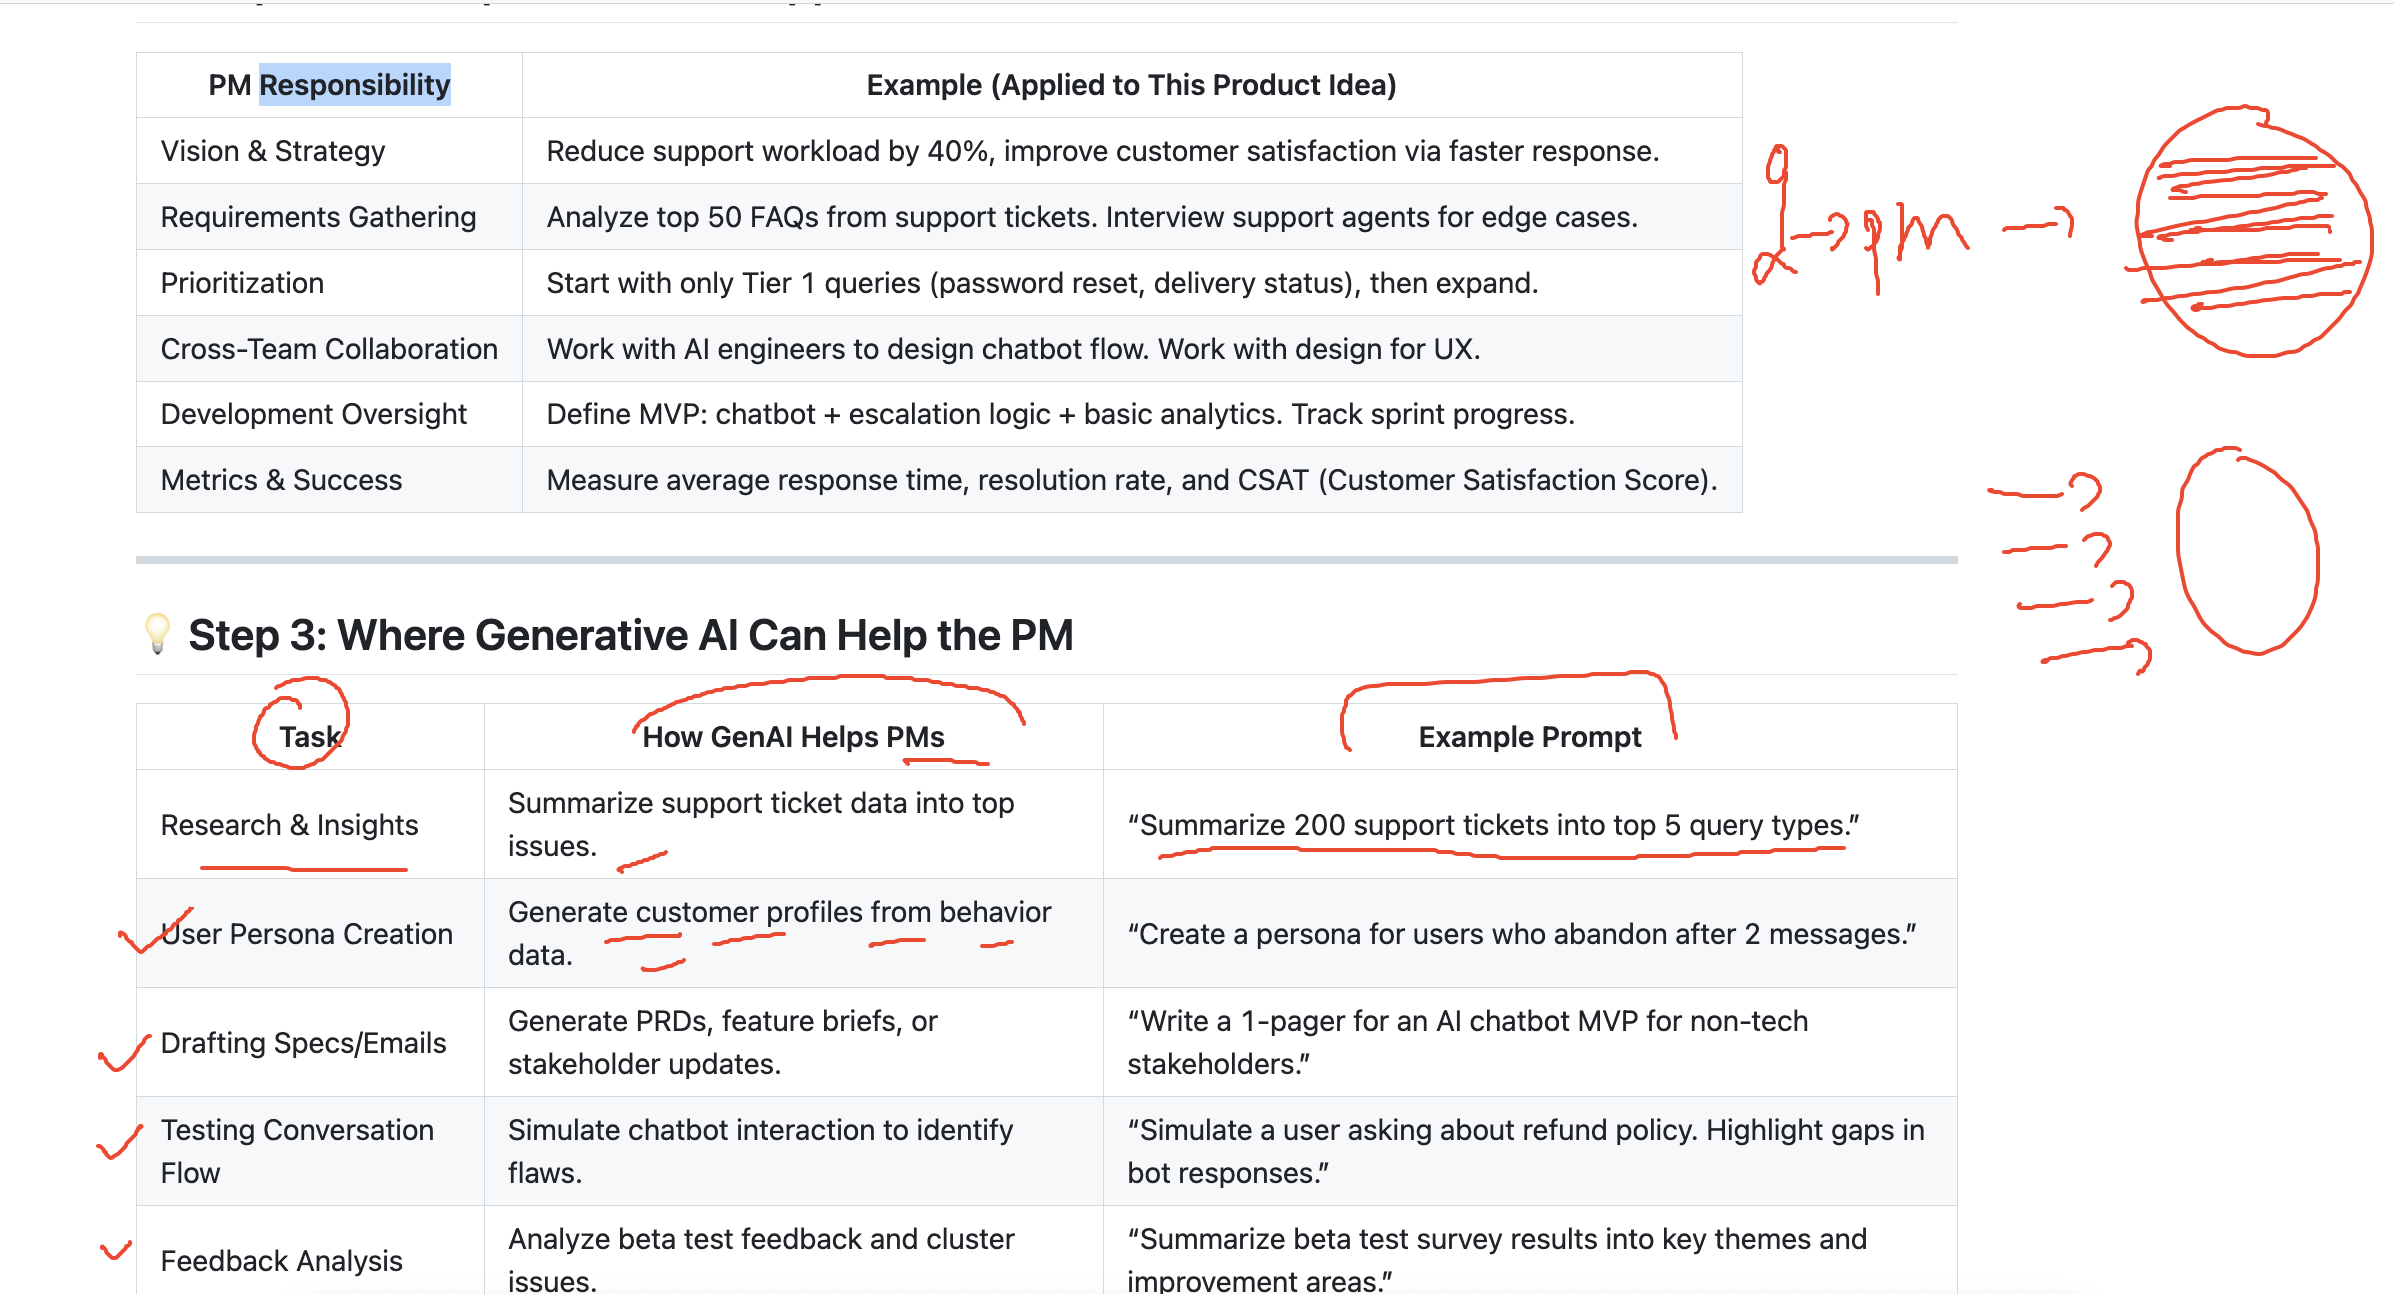 PM Responsibility
Example (Applied to This Product Idea)
Vision & Strategy
Reduce support workload by 40%, improve customer satisfaction via faster response.
Requirements Gathering
Analyze top 50 FAQs from support tickets. Interview support agents for edge cases.
Prioritization
Start with only Tier 1 queries (password reset, delivery status), then expand.
Cross-Team Collaboration
Work with AI engineers to design chatbot flow. Work with design for UX.
Development Oversight
Define MVP: chatbot + escalation logic + basic analytics. Track sprint progress.
Metrics & Success
Measure average response time, resolution rate, and CSAT (Customer Satisfaction Score).
pm
💡 Step 3: Where Generative AI Can Help the PM
Task
How GenAI Helps PMs
Example Prompt
Research & Insights
Summarize support ticket data into top
issues.
“Summarize 200 support tickets into top 5 query types.”
User Persona Creation
Generate customer profiles from behavior
data.
“Create a persona for users who abandon after 2 messages.”
Drafting Specs/Emails
Generate PRDs, feature briefs, or
stakeholder updates.
“Write a 1-pager for an AI chatbot MVP for non-tech
stakeholders.”
Testing Conversation
Flow
Simulate chatbot interaction to identify
flaws.
“Simulate a user asking about refund policy. Highlight gaps in
bot responses.”
Feedback Analysis
Analyze beta test feedback and cluster
issues.
“Summarize beta test survey results into key themes and
improvement areas.”